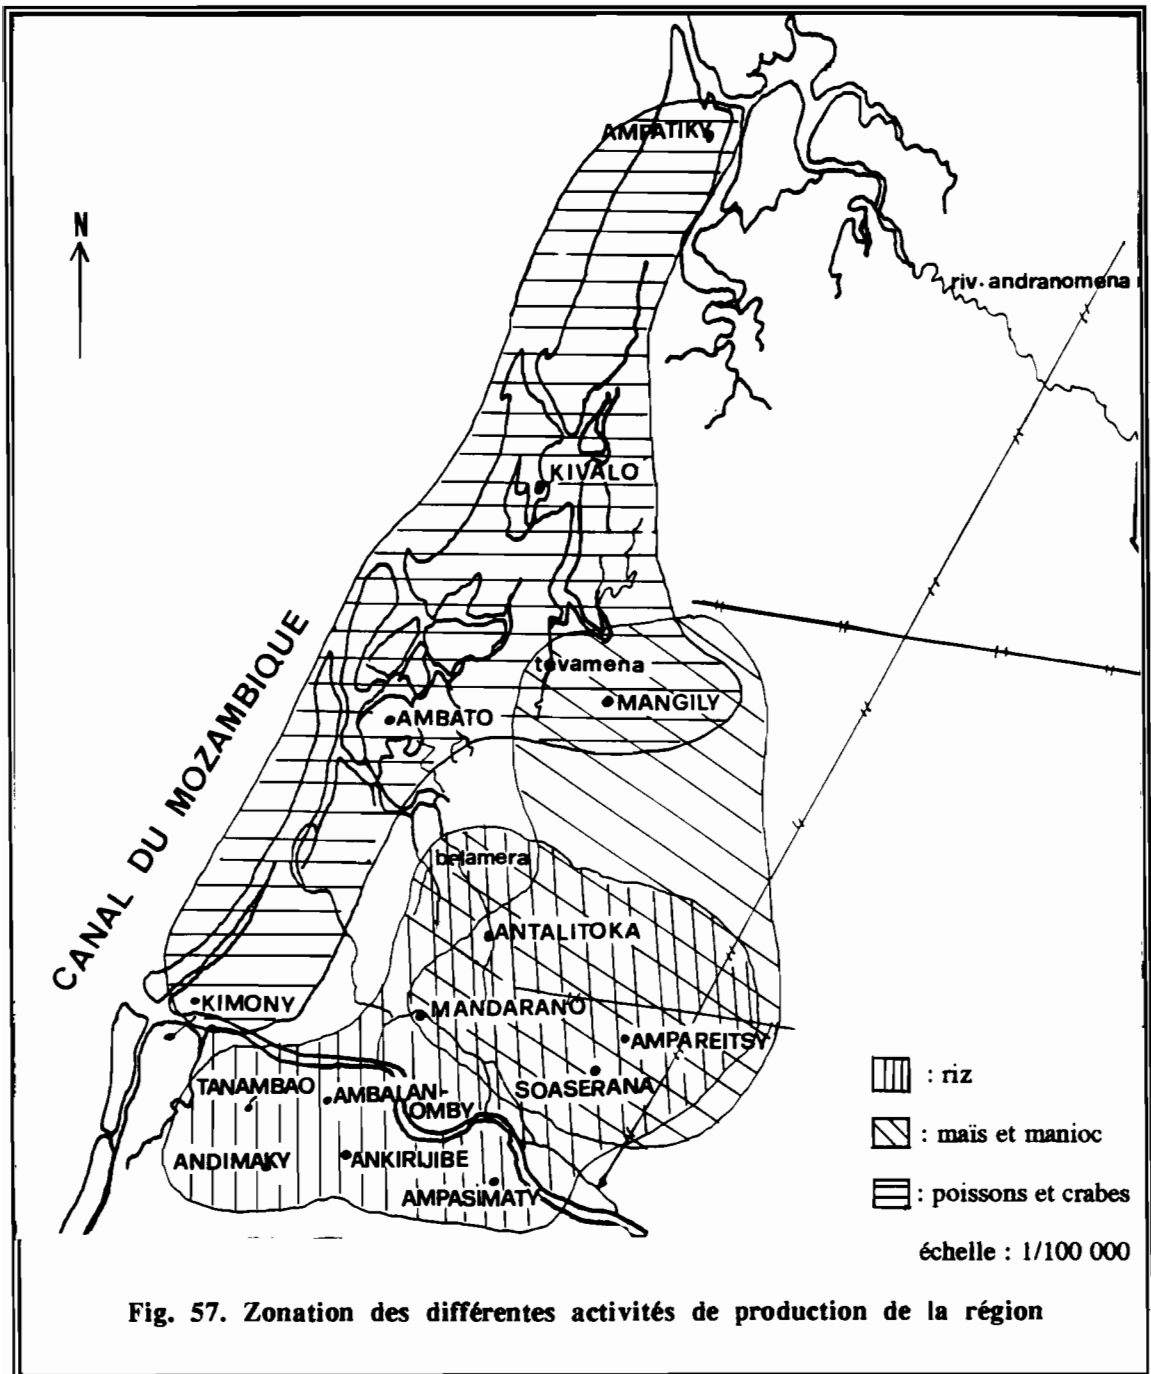 AMPATIKY
N
riv. andranomena
KIVALO
CANAL DU MOZAMBIQUE
tevamena
MANGILY
AMBATO
belamera
ANTALITOKA
KIMONY
MANDARANO
AMPAREITSY
TANAMBAO
AMBALAN-
OMBY
SOASERANA
ANDIMAKY
ANKIRIJIBE
AMPASIMATY
: riz
: maïs et manioc
: poissons et crabes
échelle : 1/100 000
Fig. 57. Zonation des différentes activités de production de la région